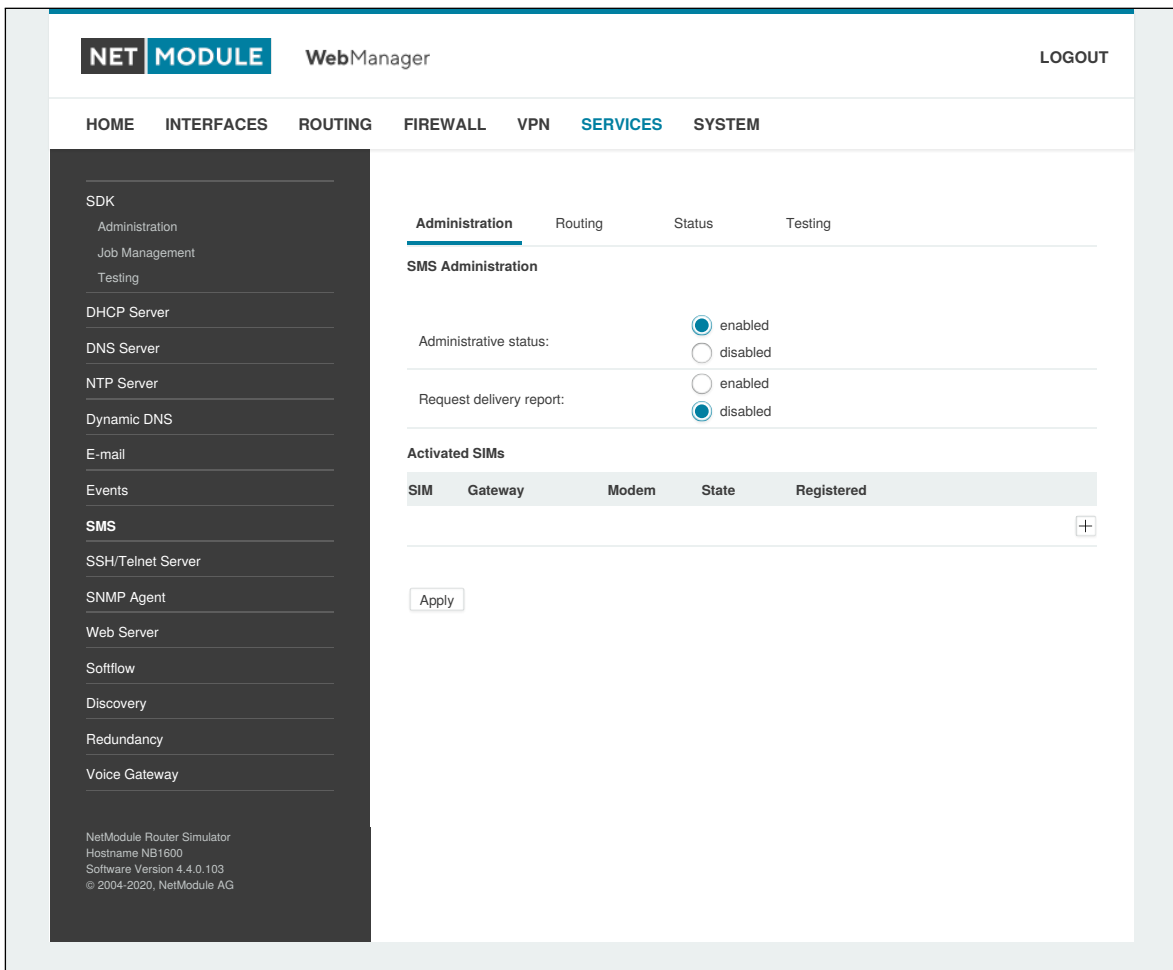 NET MODULE WebManager LOGOUT
HOME INTERFACES ROUTING FIREWALL VPN SERVICES SYSTEM
SDK
Administration
Job Management
Testing
DHCP Server
DNS Server
NTP Server
Dynamic DNS
E-mail
Events
SMS
SSH/Telnet Server
SNMP Agent
Web Server
Softflow
Discovery
Redundancy
Voice Gateway
NetModule Router Simulator
Hostname NB1600
Software Version 4.4.0.103
© 2004-2020, NetModule AG
Administration Routing Status Testing
SMS Administration
Administrative status:
enabled
disabled
Request delivery report:
enabled
disabled
Activated SIMs
SIM Gateway Modem State Registered
Apply